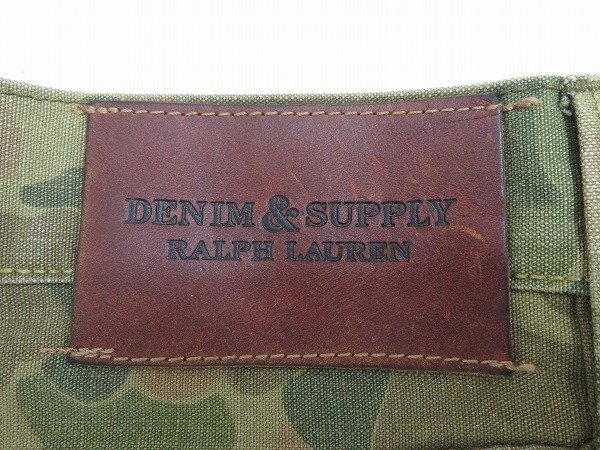 DENIM & SUPPLY
RALPH LAUREN